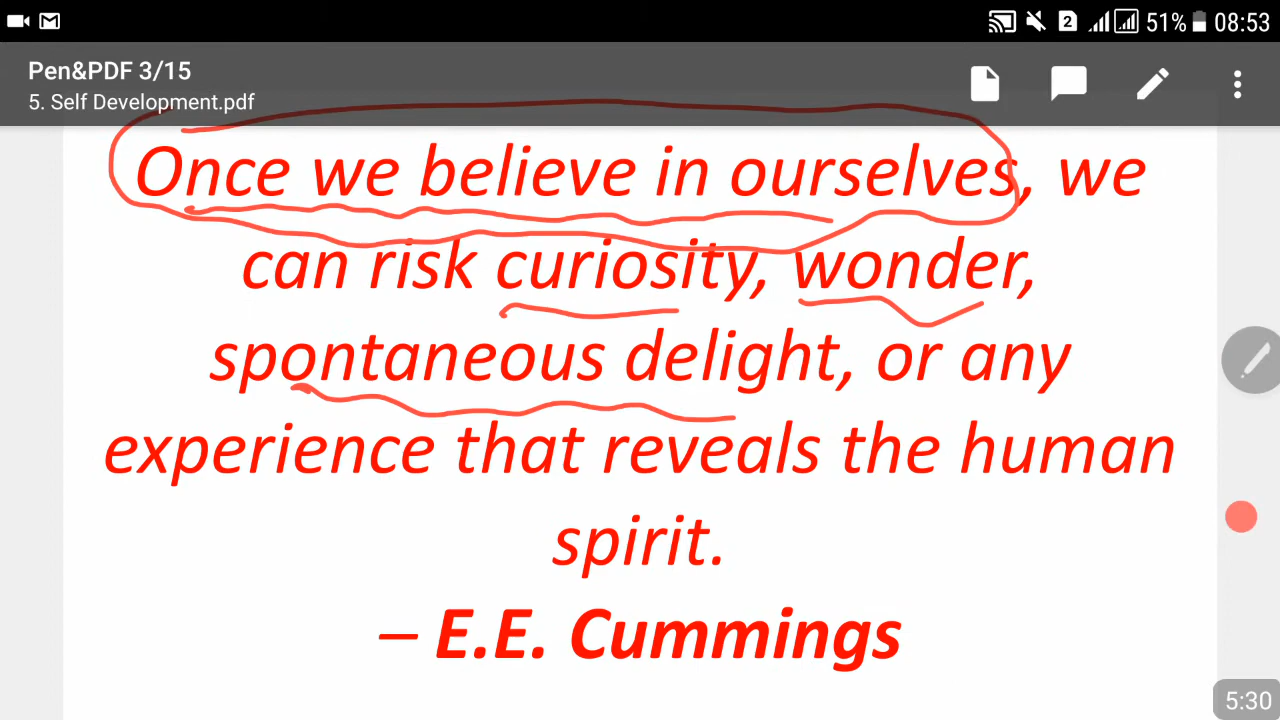 2 51% 08:53
Pen&PDF 3/15
5. Self Development.pdf
Once we believe in ourselves, we
can risk curiosity, wonder,
spontaneous delight, or any
experience that reveals the human
spirit.
– E.E. Cummings
5:30